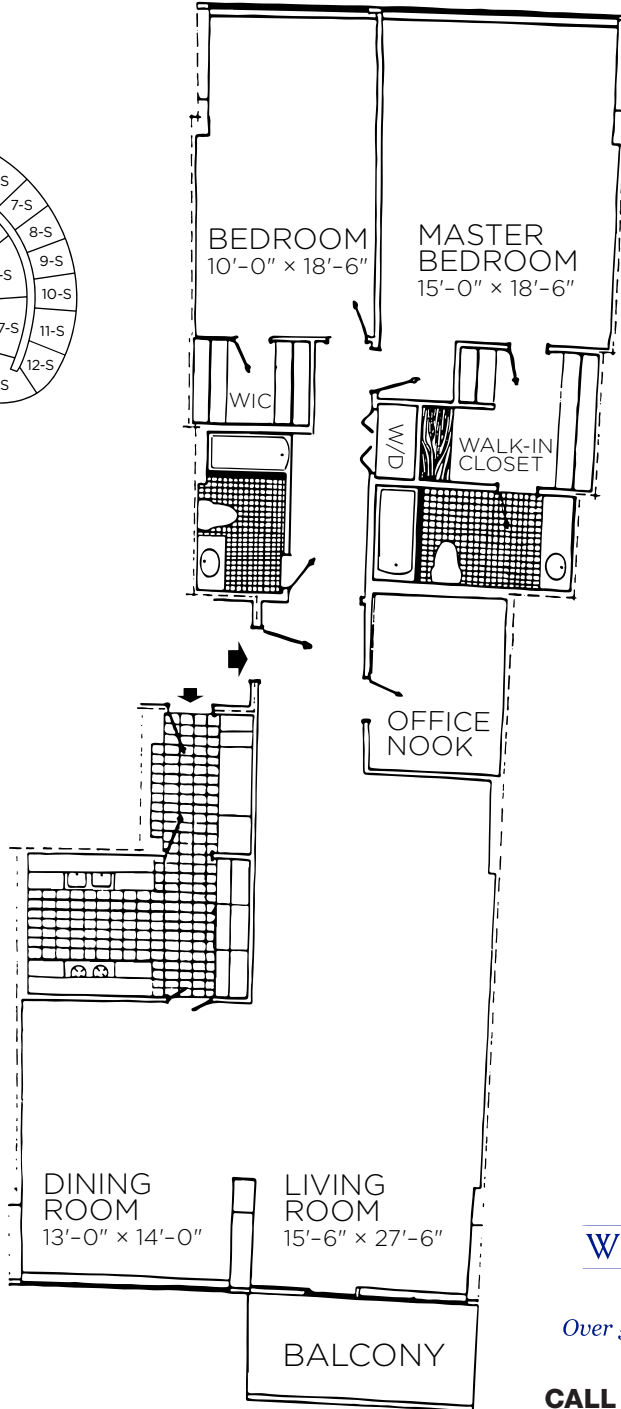 7-S
8-S
9-S
10-S
11-S
12-S
BEDROOM
10'-0" × 18'-6"
MASTER
BEDROOM
15'-0" × 18'-6"
WIC
W/D
WALK-IN
CLOSET
OFFICE
NOOK
DINING
ROOM
13'-0" × 14'-0"
LIVING
ROOM
15'-6" × 27'-6"
BALCONY
W
Over
CALL